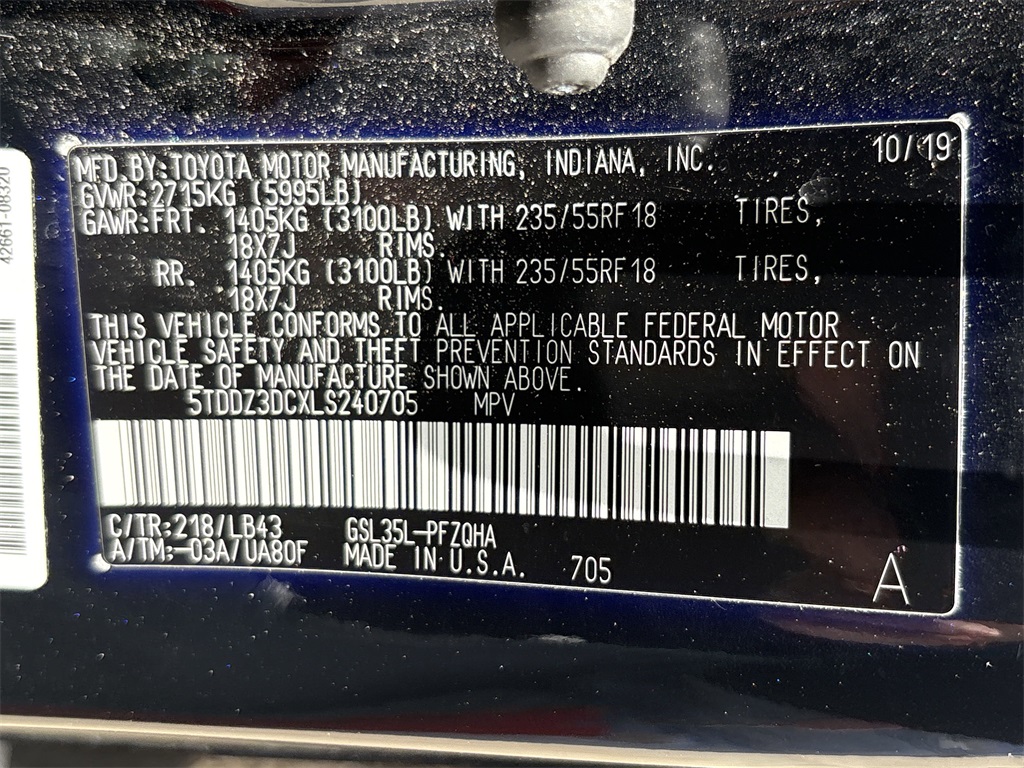 42661-08320
MFD.BY:TOYOTA MOTOR MANUFACTURING, INDIANA, INC. 10/19
GVWR:2715KG (5995LB)
GAWR:FRT. 1405KG (3100LB) WITH 235/55RF18 TIRES,
18X7J RIMS.
RR. 1405KG (3100LB) WITH 235/55RF18 TIRES,
18X7J RIMS.
THIS VEHICLE CONFORMS TO ALL APPLICABLE FEDERAL MOTOR
VEHICLE SAFETY AND THEFT PREVENTION STANDARDS IN EFFECT ON
THE DATE OF MANUFACTURE SHOWN ABOVE.
5TDDZ3DCXLS240705 MPV
C/TR:218/LB43 GSL35L-PFZQHA
A/TM:-03A/UA80F MADE IN U.S.A. 705 A